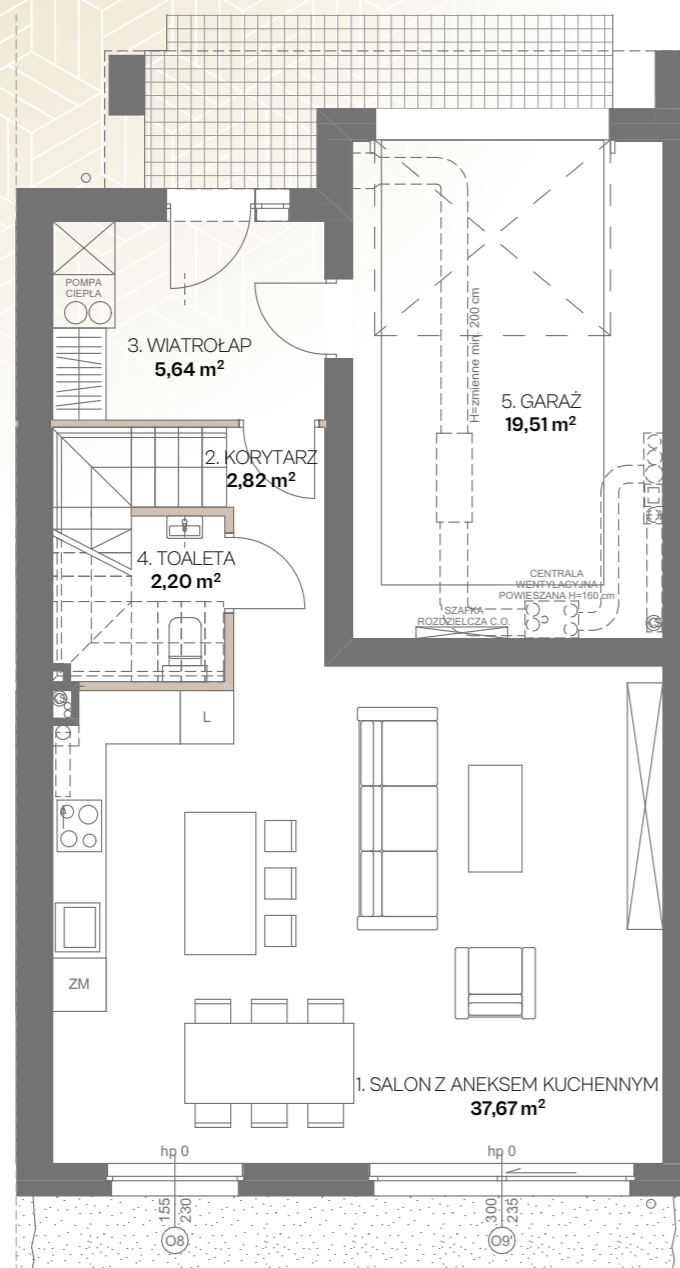 POMPA
CIEPŁA
3. WIATROŁAP
5,64 m²
H=zmienne min. 200 cm
5. GARAŻ
19,51 m²
2. KORYTARZ
2,82 m²
4. TOALETA
2,20 m²
CENTRALA
WENTYLACYJNA
POWIESZANA H=160 cm
SZAFKA
ROZDZIELCZA C.O.
L
ZM
1. SALON Z ANEKSEM KUCHENNYM
37,67 m²
hp 0
hp 0
155
230
300
235
O8
O9'